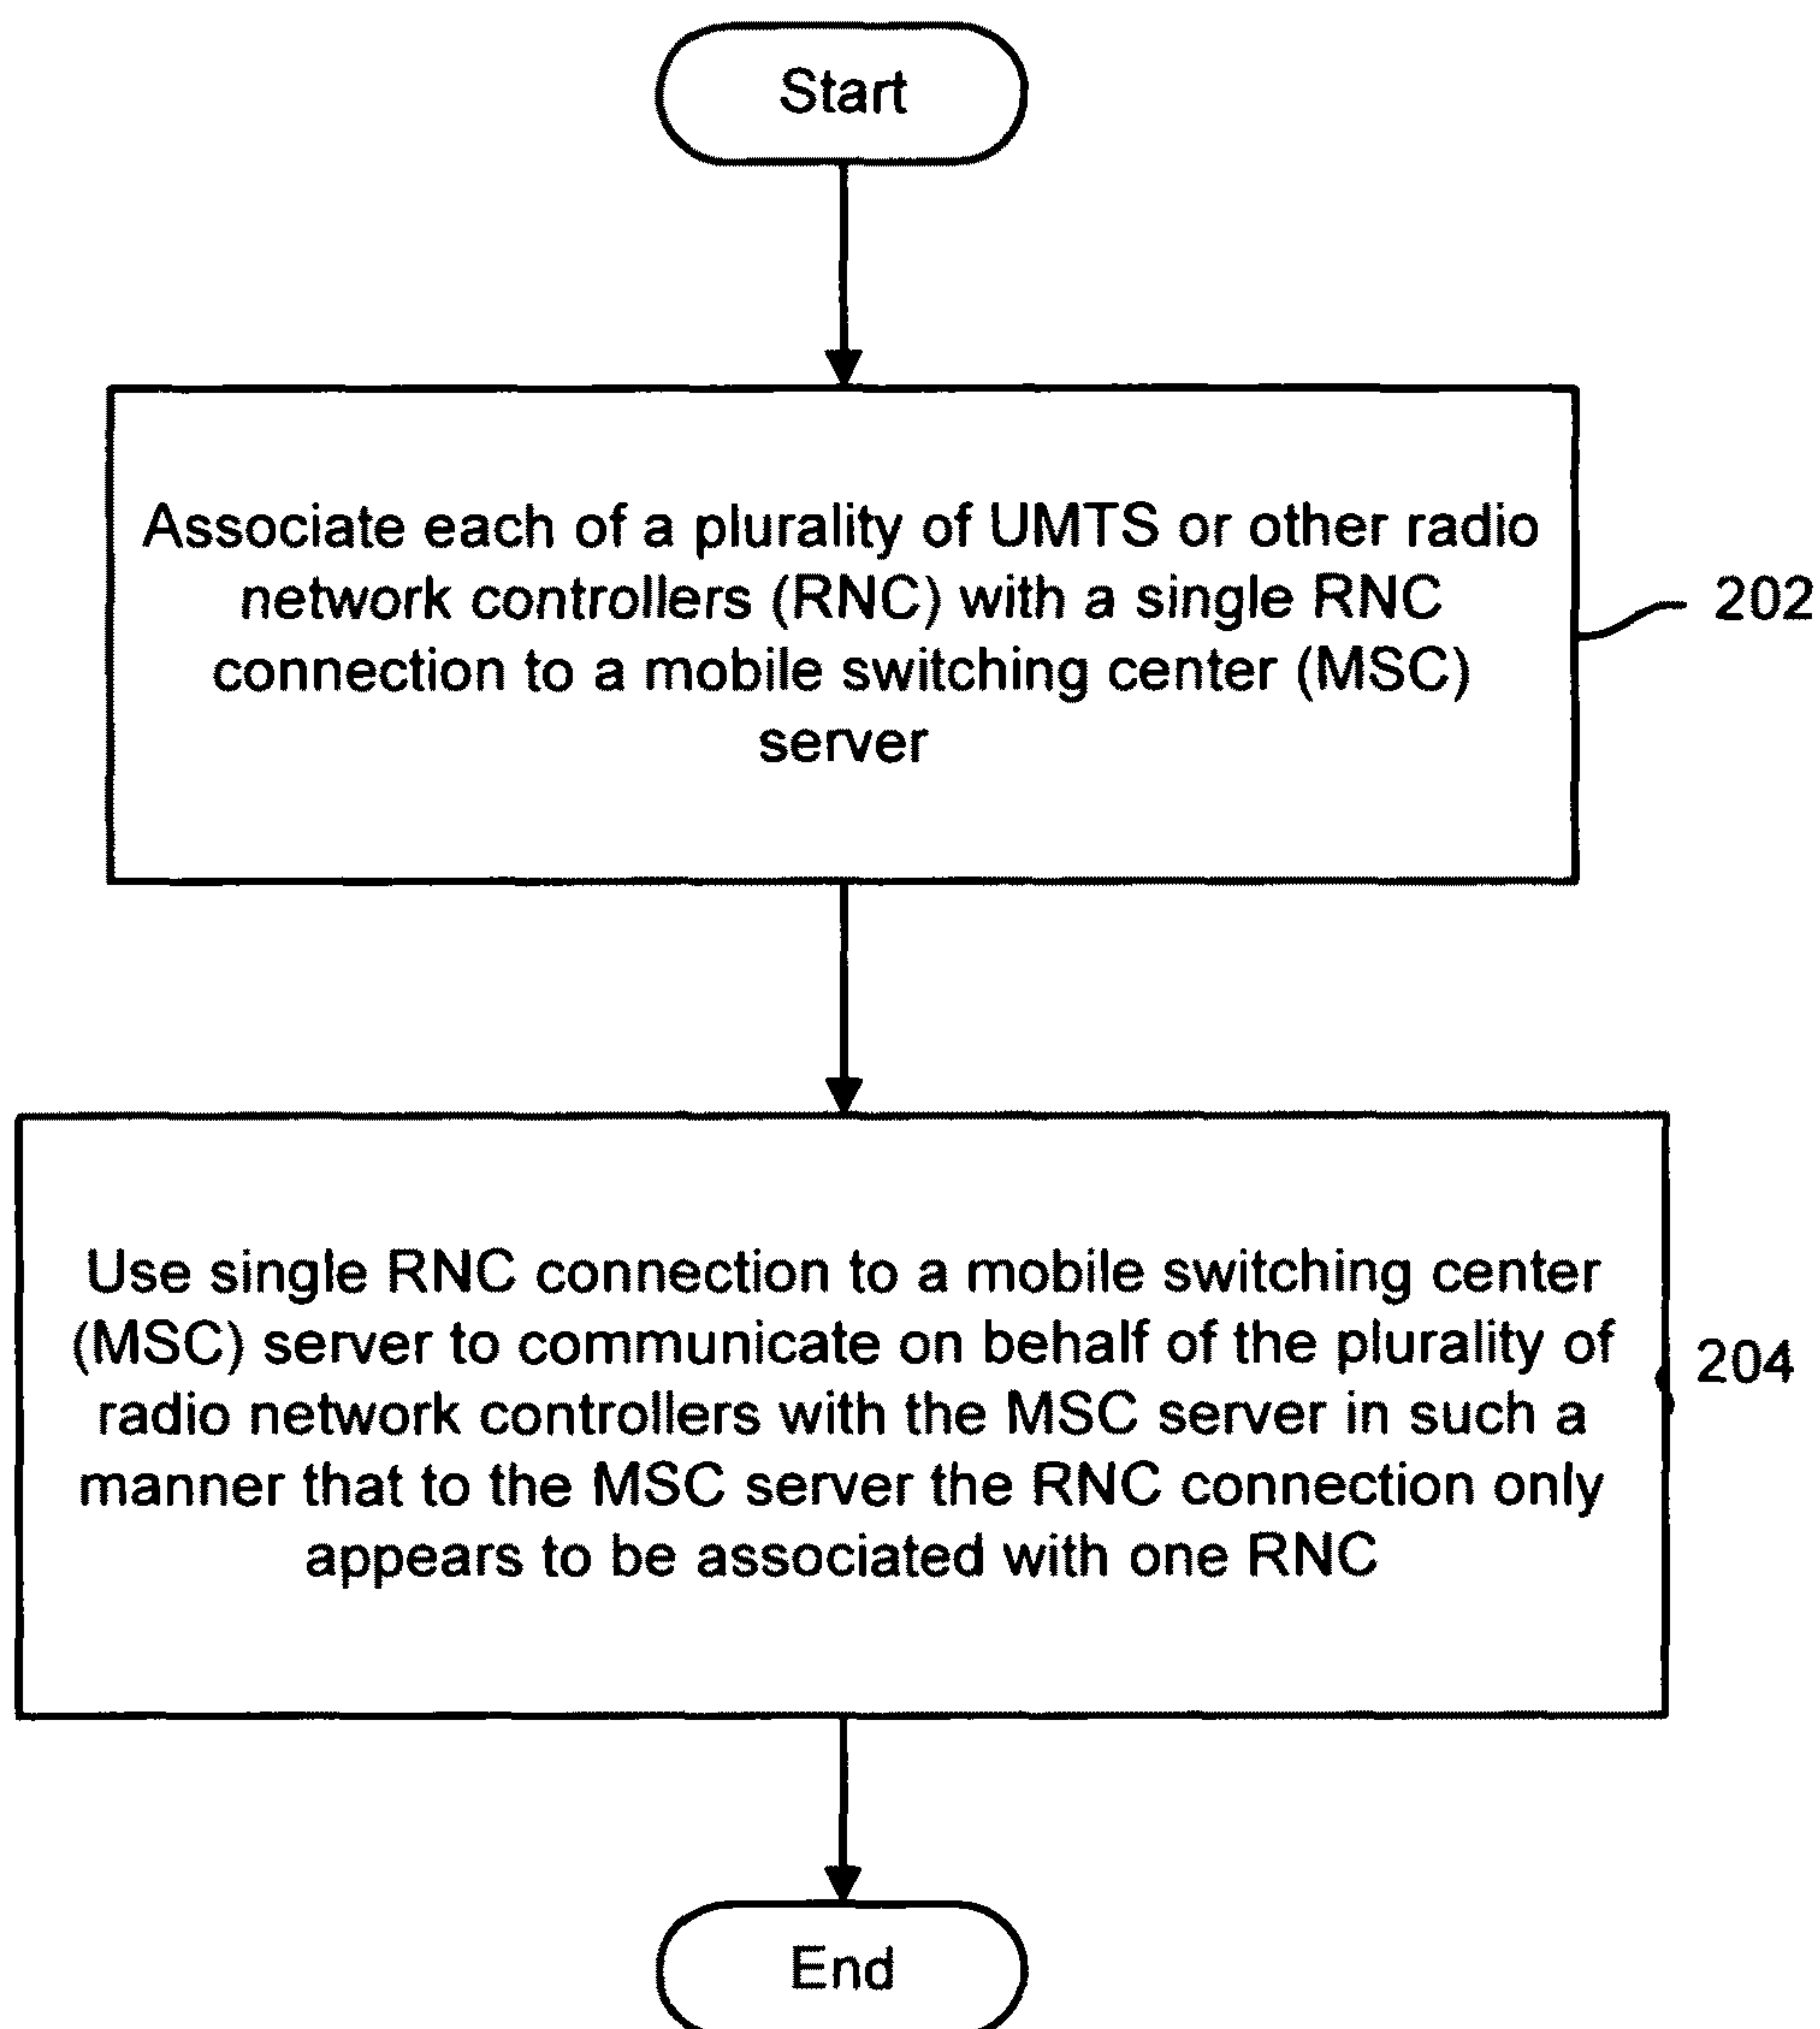 Start
Associate each of a plurality of UMTS or other radio
network controllers (RNC) with a single RNC
connection to a mobile switching center (MSC)
server
202
Use single RNC connection to a mobile switching center
(MSC) server to communicate on behalf of the plurality of
radio network controllers with the MSC server in such a
manner that to the MSC server the RNC connection only
appears to be associated with one RNC
204
End